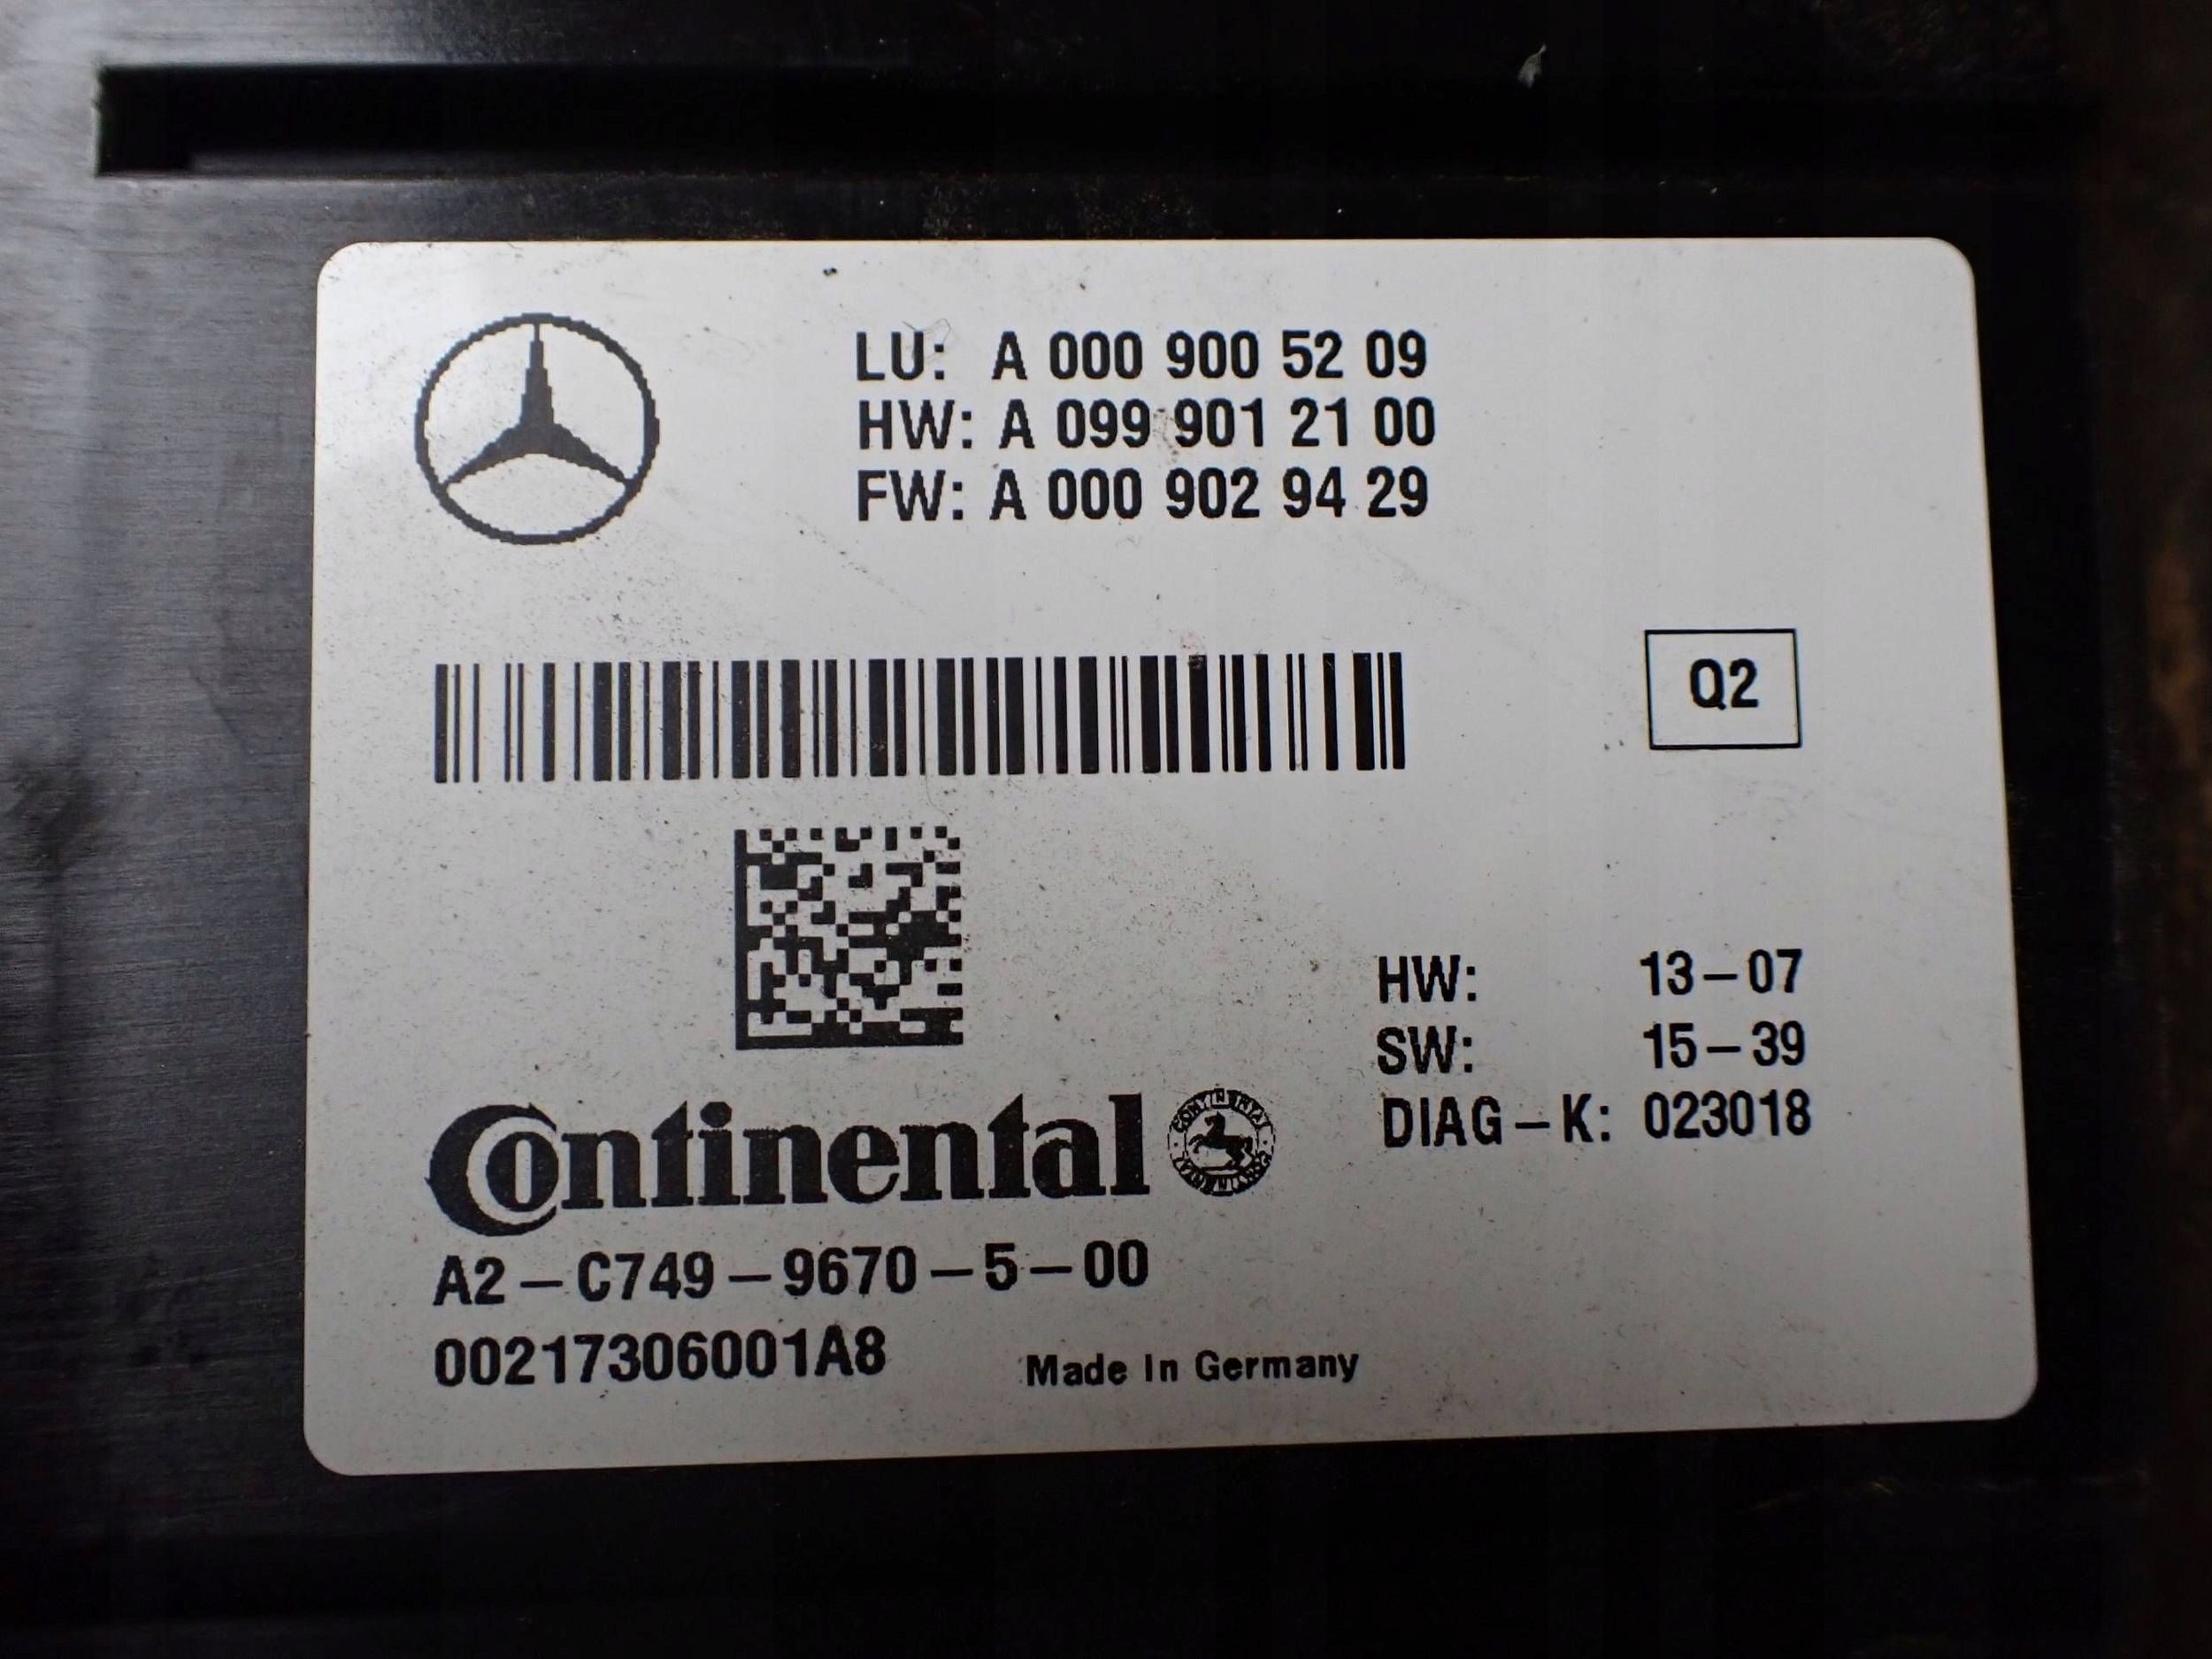 LU: A 000 900 52 09
HW: A 099 901 21 00
FW: A 000 902 94 29
Q2
HW: 13-07
SW: 15-39
DIAG-K: 023018
Continental
A2-C749-9670-5-00
00217306001A8
Made In Germany